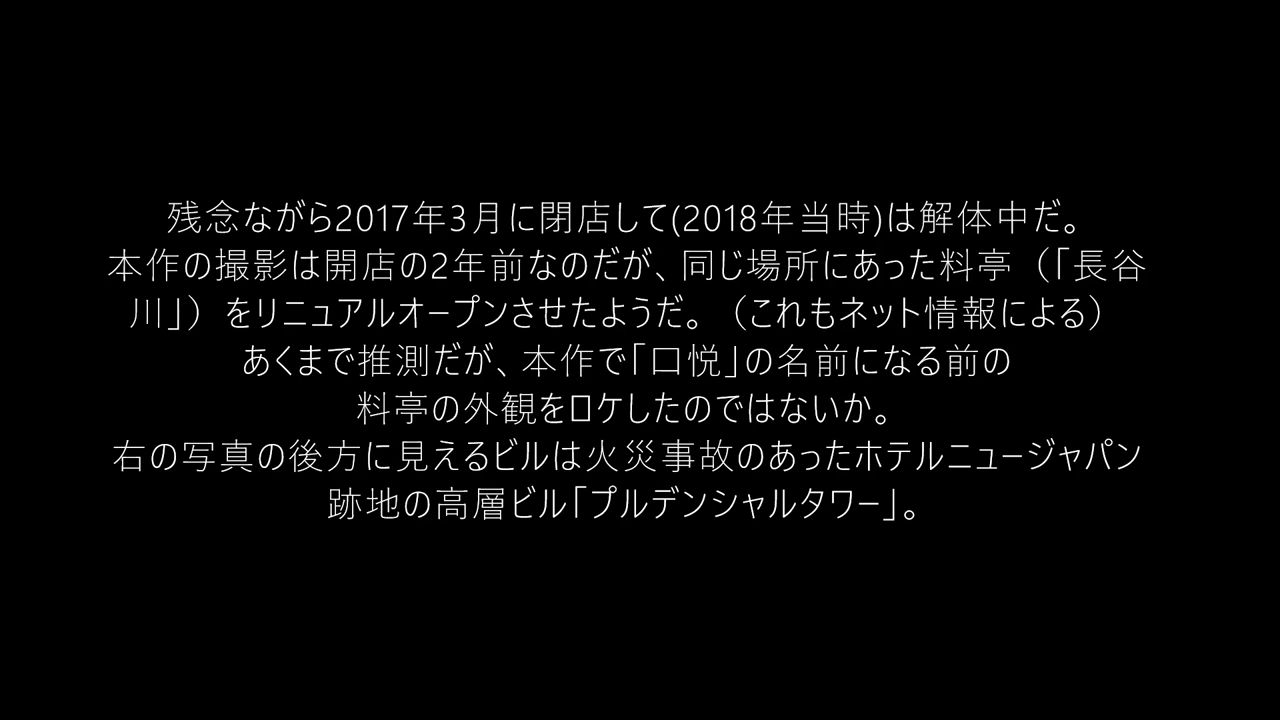 残念ながら2017年3月に閉店して(2018年当時)は解体中だ。
本作の撮影は開店の2年前なのだが、同じ場所にあった料亭（「長谷
川」）をリニュアルオープンさせたようだ。（これもネット情報による）
あくまで推測だが、本作で「口悦」の名前になる前の
料亭の外観をロケしたのではないか。
右の写真の後方に見えるビルは火災事故のあったホテルニュージャパン
跡地の高層ビル「プルデンシャルタワー」。